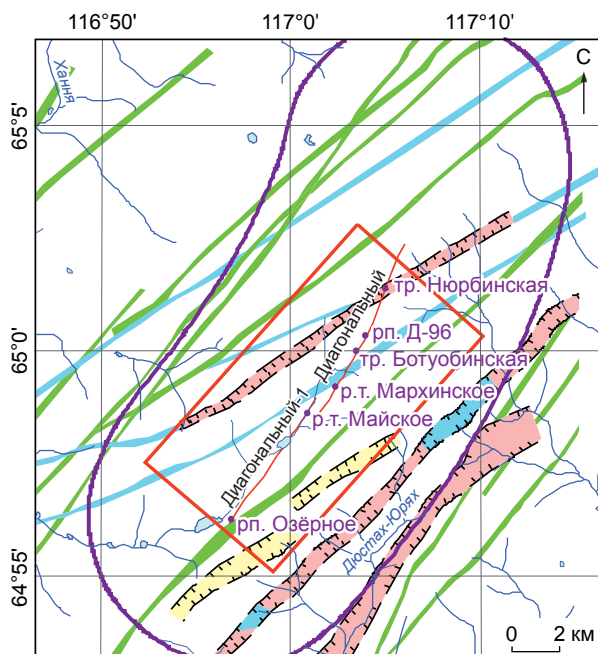 116°50' 117°0' 117°10'
С
Хання
65°5'
тр. Нюрбинская
Диагональный
рп. Д-96
65°0'
тр. Ботуобинская
р.т. Мархинское
р.т. Майское
Диагональный-1
рп. Озёрное
Дюстах-Юрях
64°55'
0 2 км